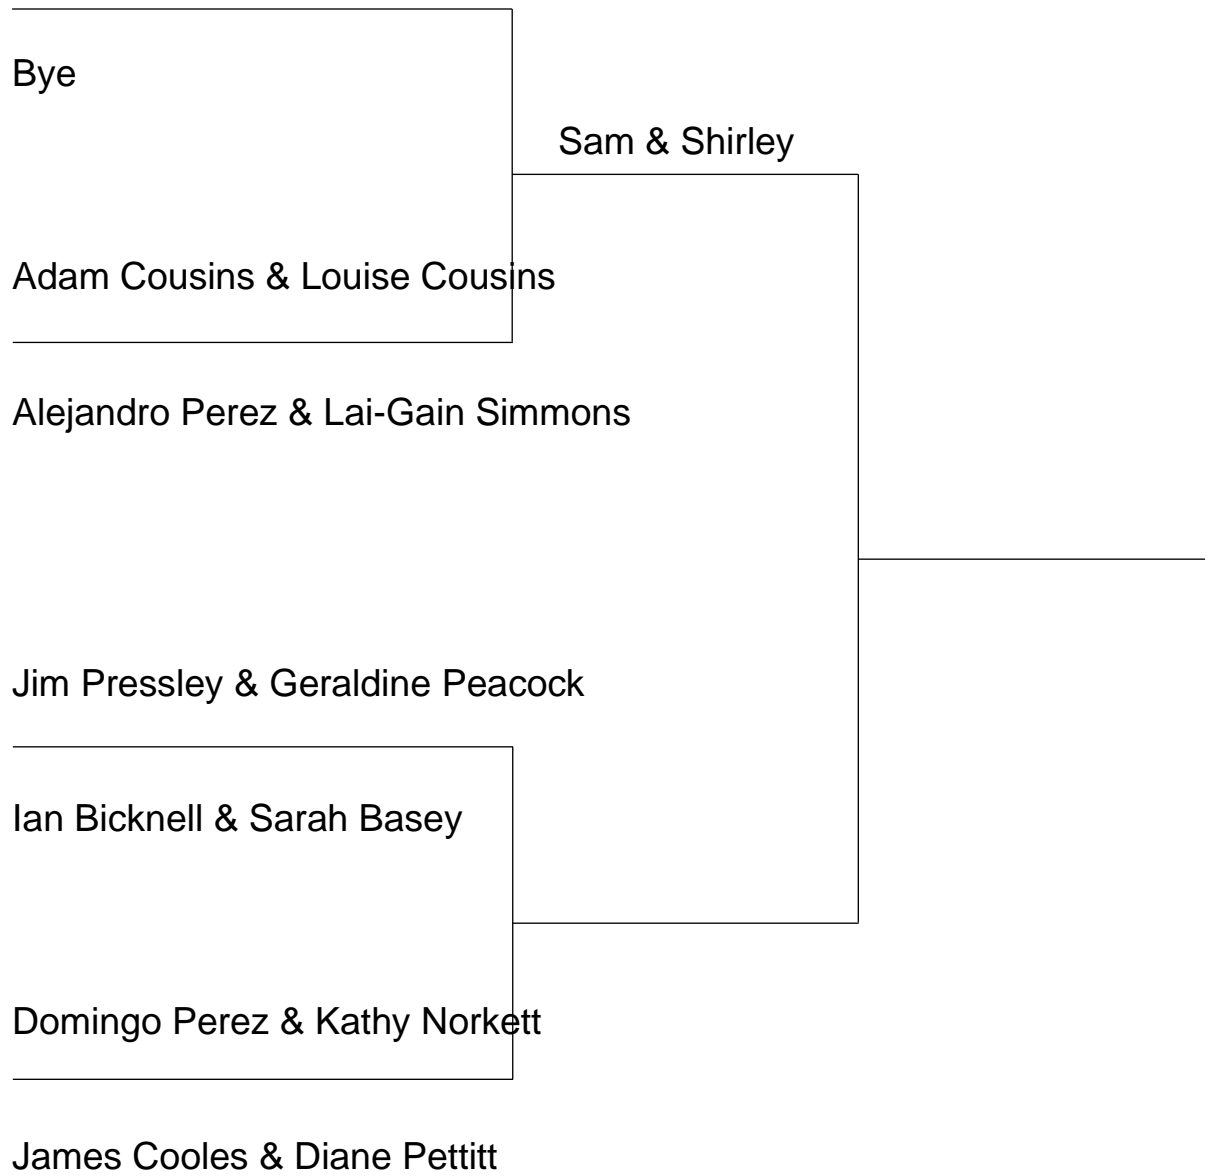 Bye
Sam & Shirley
Adam Cousins & Louise Cousins
Alejandro Perez & Lai-Gain Simmons
Jim Pressley & Geraldine Peacock
Ian Bicknell & Sarah Basey
Domingo Perez & Kathy Norkett
James Cooles & Diane Pettitt